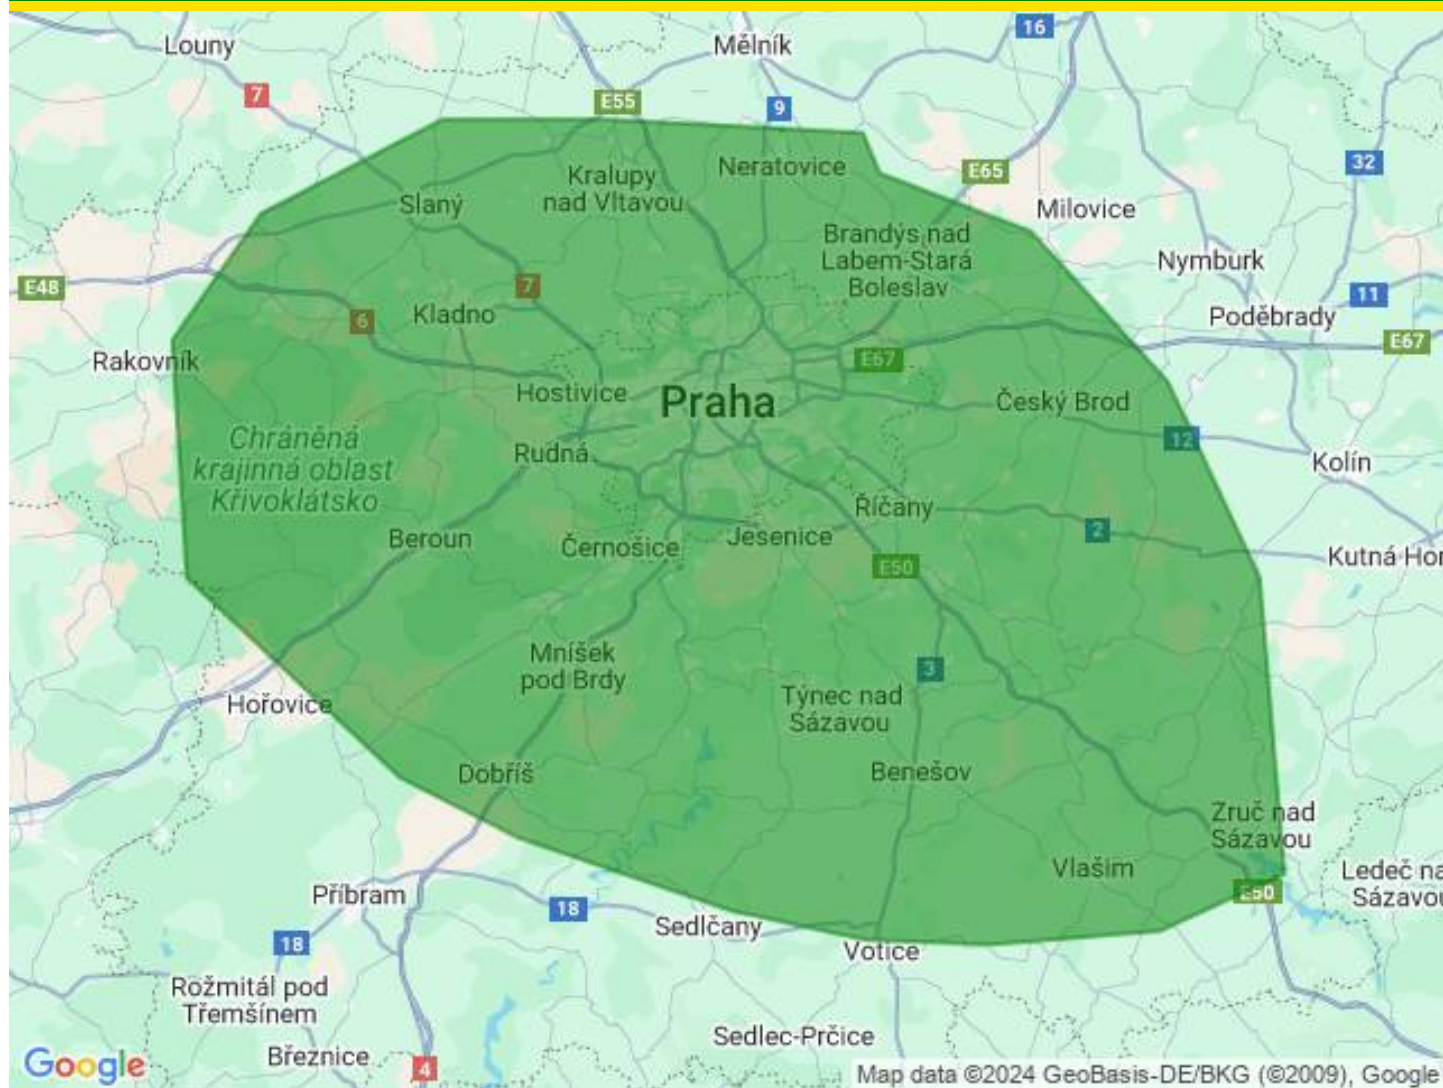 Louny
Mělník
16
7
E55
9
E65
32
Kralupy
nad Vltavou
Neratovice
Slaný
Milovice
Brandýs nad
Labem-Stará
Boleslav
Nymburk
E48
7
11
6
Kladno
Poděbrady
E67
E67
Rakovník
Hostivice
Praha
Český Brod
Chráněná
krajinná oblast
Křivoklátsko
12
Rudná
Kolín
Říčany
Beroun
Černošice
Jesenice
2
Kutná Hor
E50
Mníšek
pod Brdy
3
Týnec nad
Sázavou
Hořovice
Dobříš
Benešov
Zruč nad
Sázavou
Vlašim
Ledeč na
Sázavou
E50
Příbram
18
Sedlčany
18
Votice
Rožmitál pod
Třemšínem
Sedlec-Prčice
Březnice
4
Google
Map data ©2024 GeoBasis-DE/BKG (©2009), Google